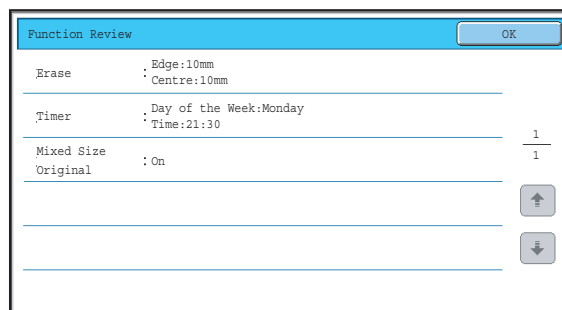 Function Review
OK
Erase
:Edge:10mm
Centre:10mm
Timer
:Day of the Week:Monday
Time:21:30
Mixed Size
Original
:On
1
1